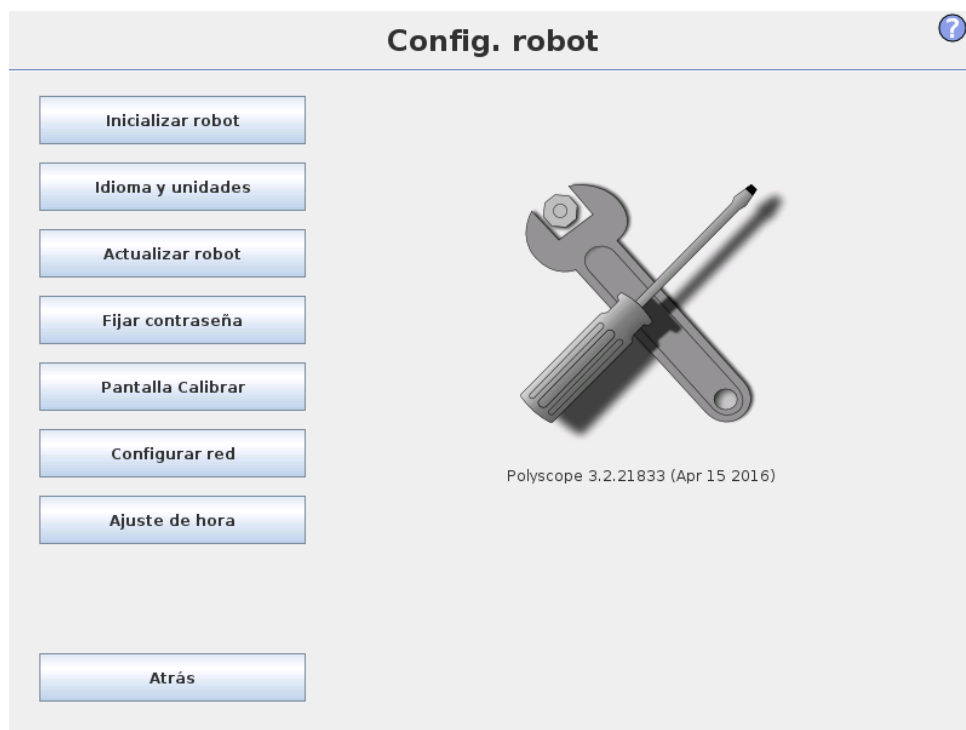 Config. robot
?
Inicializar robot
Idioma y unidades
Actualizar robot
Fijar contraseña
Pantalla Calibrar
Configurar red
Ajuste de hora
Polyscope 3.2.21833 (Apr 15 2016)
Atrás